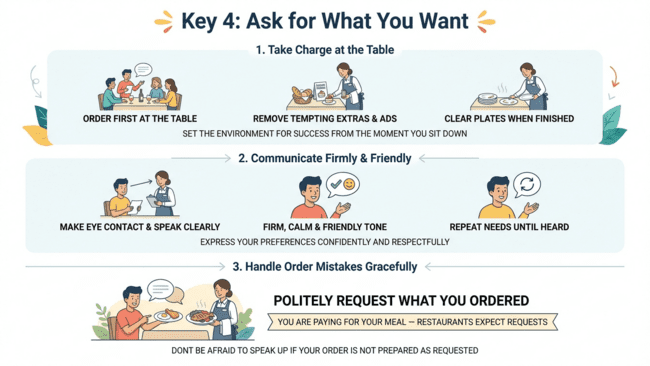 Key 4: Ask for What You Want
1. Take Charge at the Table
ORDER FIRST AT THE TABLE
REMOVE TEMPTING EXTRAS & ADS
CLEAR PLATES WHEN FINISHED
SET THE ENVIRONMENT FOR SUCCESS FROM THE MOMENT YOU SIT DOWN
2. Communicate Firmly & Friendly
MAKE EYE CONTACT & SPEAK CLEARLY
FIRM, CALM & FRIENDLY TONE
REPEAT NEEDS UNTIL HEARD
EXPRESS YOUR PREFERENCES CONFIDENTLY AND RESPECTFULLY
3. Handle Order Mistakes Gracefully
POLITELY REQUEST WHAT YOU ORDERED
YOU ARE PAYING FOR YOUR MEAL — RESTAURANTS EXPECT REQUESTS
DONT BE AFRAID TO SPEAK UP IF YOUR ORDER IS NOT PREPARED AS REQUESTED